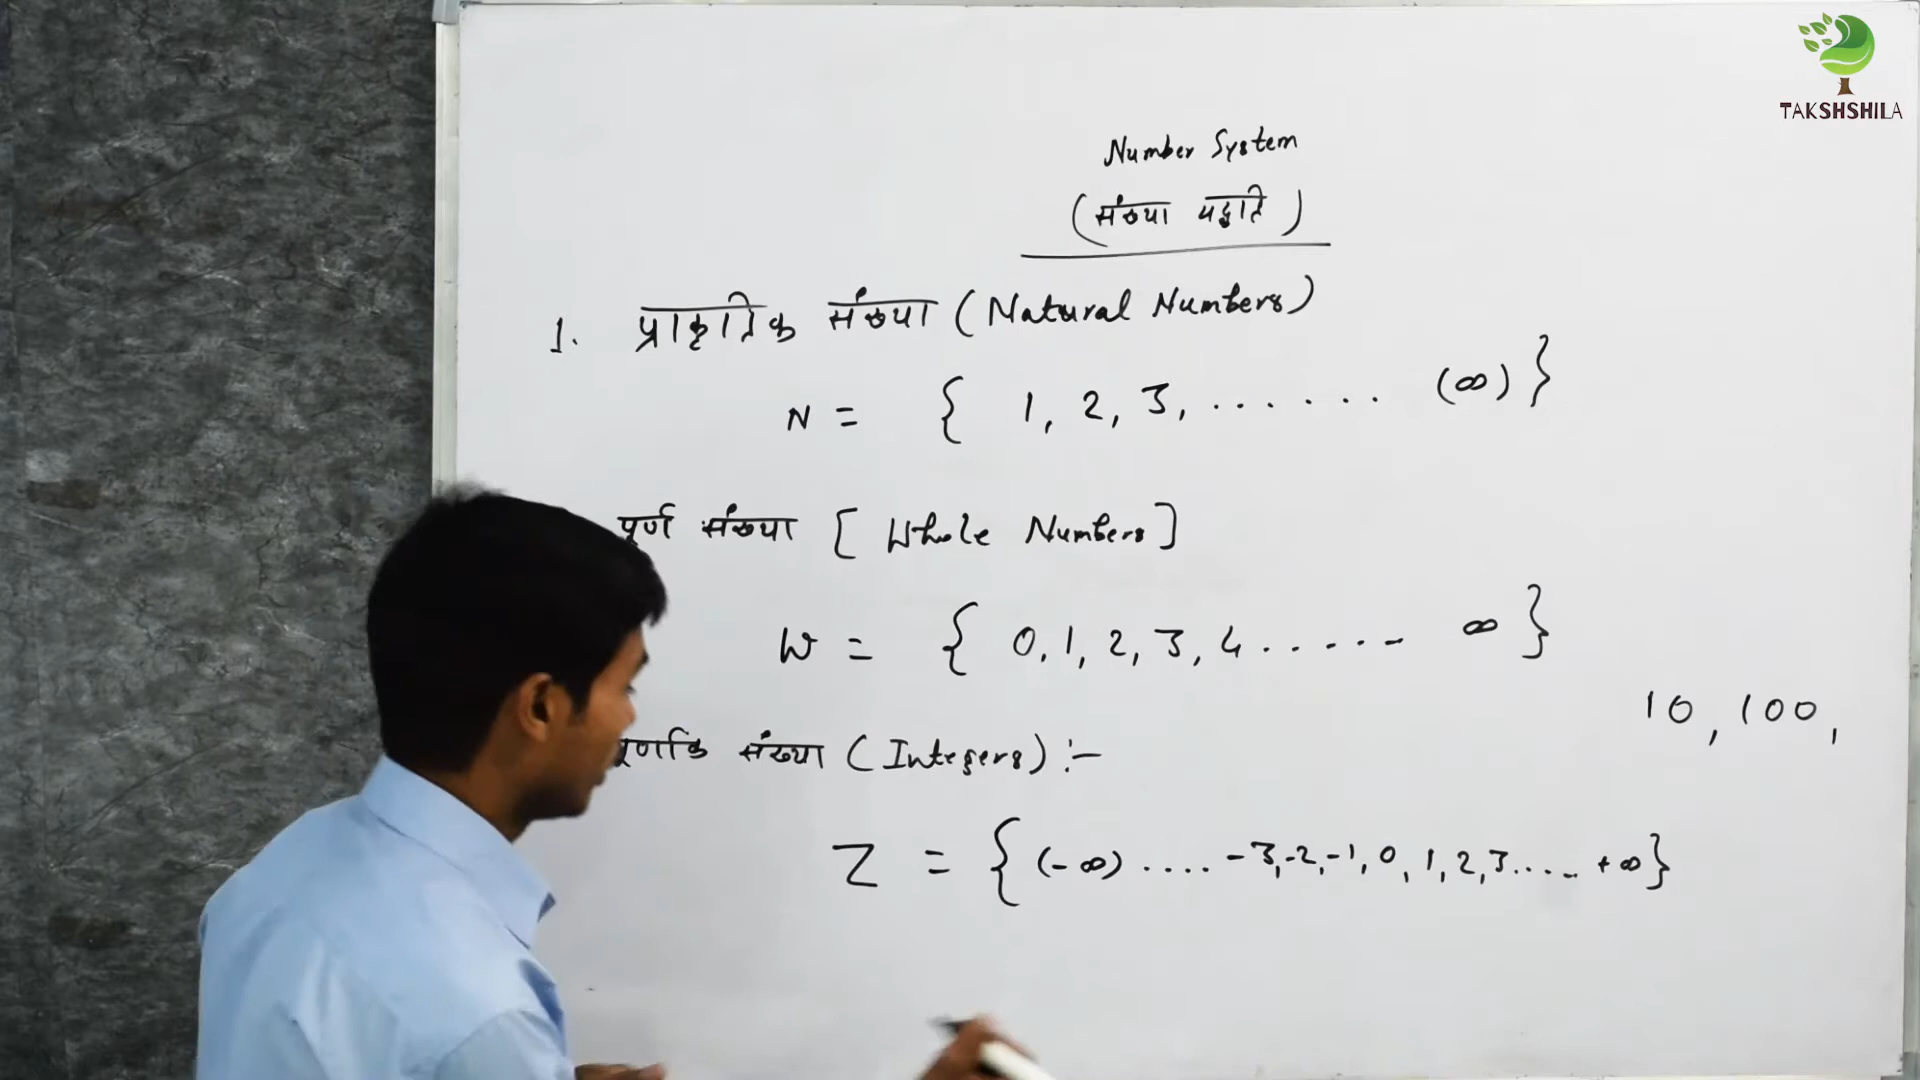 TAKSHSHILA
Number System
(संख्या पद्धति)
1. प्राकृतिक संख्या (Natural Numbers)
N = { 1, 2, 3, ...... (∞) }
पूर्ण संख्या [Whole Numbers]
W = { 0, 1, 2, 3, 4 ..... ∞ }
10, 100,
संख्या (Integers) :-
Z = { (-∞) .... -3, -2, -1, 0, 1, 2, 3 .... +∞ }